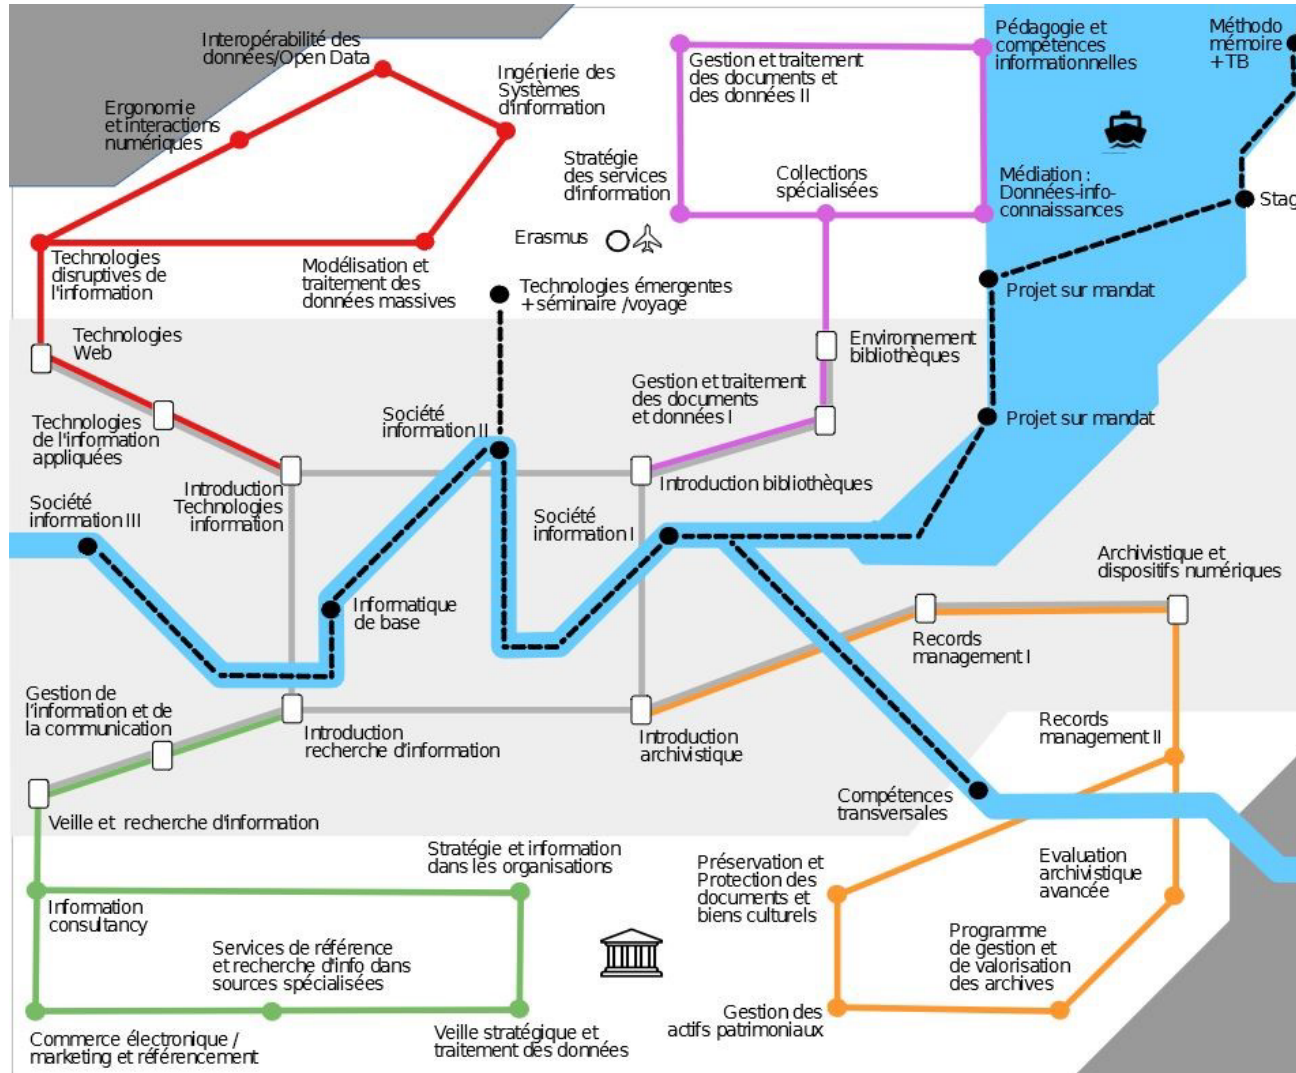 Interopérabilité des
données/Open Data
Ingénierie des
Systèmes
d'information
Ergonomie
et interactions
numériques
Gestion et traitement
des documents et
des données II
Pédagogie et
compétences
informationnelles
Méthodo
mémoire
+TB
Stratégie
des services
d'information
Collections
spécialisées
Médiation :
Données-info-
connaissances
Stag
Erasmus
Technologies
disruptives de
l'information
Modélisation et
traitement des
données massives
Technologies émergentes
+séminaire /voyage
Projet sur mandat
Technologies
Web
Environnement
bibliothèques
Gestion et traitement
des documents
et données I
Technologies
de l'information
appliquées
Société
information II
Projet sur mandat
Introduction
Technologies
information
Introduction bibliothèques
Société
information III
Société
information I
Archivistique et
dispositifs numériques
Informatique
de base
Records
management I
Gestion de
l'information et de
la communication
Introduction
recherche d'information
Introduction
archivistique
Records
management II
Veille et recherche d'information
Compétences
transversales
Stratégie et information
dans les organisations
Préservation et
Protection des
documents et
biens culturels
Evaluation
archivistique
avancée
Information
consultancy
Services de référence
et recherche d'info dans
sources spécialisées
Programme
de gestion et
de valorisation
des archives
Commerce électronique /
marketing et référencement
Veille stratégique et
traitement des données
Gestion des
actifs patrimoniaux